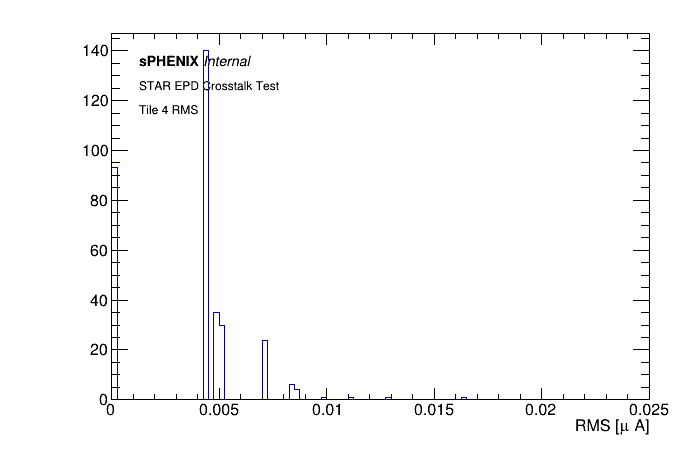 140
sPHENIX Internal
STAR EPD Crosstalk Test
120
Tile 4 RMS
100
80
60
40
20
0
0 0.005 0.01 0.015 0.02 0.025
RMS [μ A]